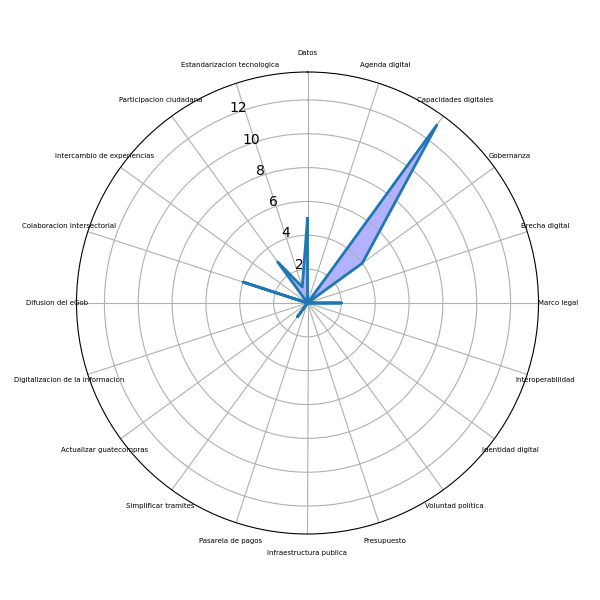 Datos
Estandarizacion tecnologica
Agenda digital
Participacion ciudadana
Capacidades digitales
12
10
Intercambio de experiencias
Gobernanza
8
6
Colaboracion intersectorial
Brecha digital
4
2
Difusion del eGob
Marco legal
Digitalizacion de la información
Interoperabilidad
Actualizar guatecompras
Identidad digital
Simplificar tramites
Voluntad política
Pasarela de pagos
Presupuesto
Infraestructura publica